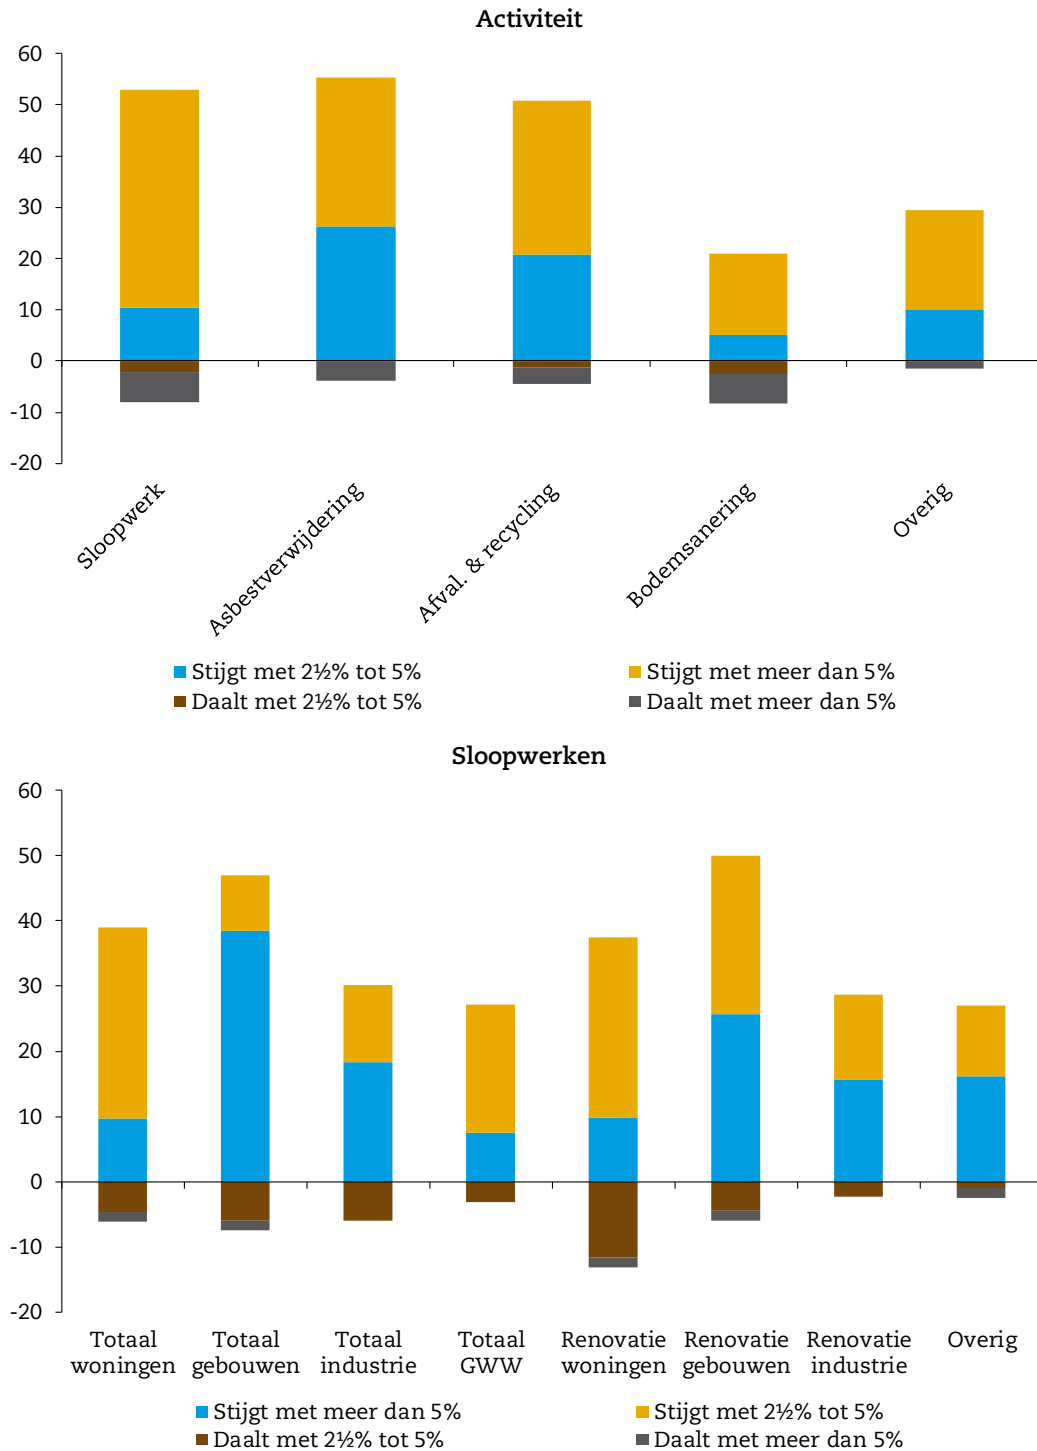 Activiteit
60
50
40
30
20
10
0
-10
-20
Sloopwerk
Asbestverwijdering
Afval. & recycling
Bodemsanering
Overig
Stijgt met 2½% tot 5%
Stijgt met meer dan 5%
Daalt met 2½% tot 5%
Daalt met meer dan 5%
Sloopwerken
60
50
40
30
20
10
0
-10
-20
Totaal
woningen
Totaal
gebouwen
Totaal
industrie
Totaal
GWW
Renovatie
woningen
Renovatie
gebouwen
Renovatie
industrie
Overig
Stijgt met meer dan 5%
Stijgt met 2½% tot 5%
Daalt met 2½% tot 5%
Daalt met meer dan 5%